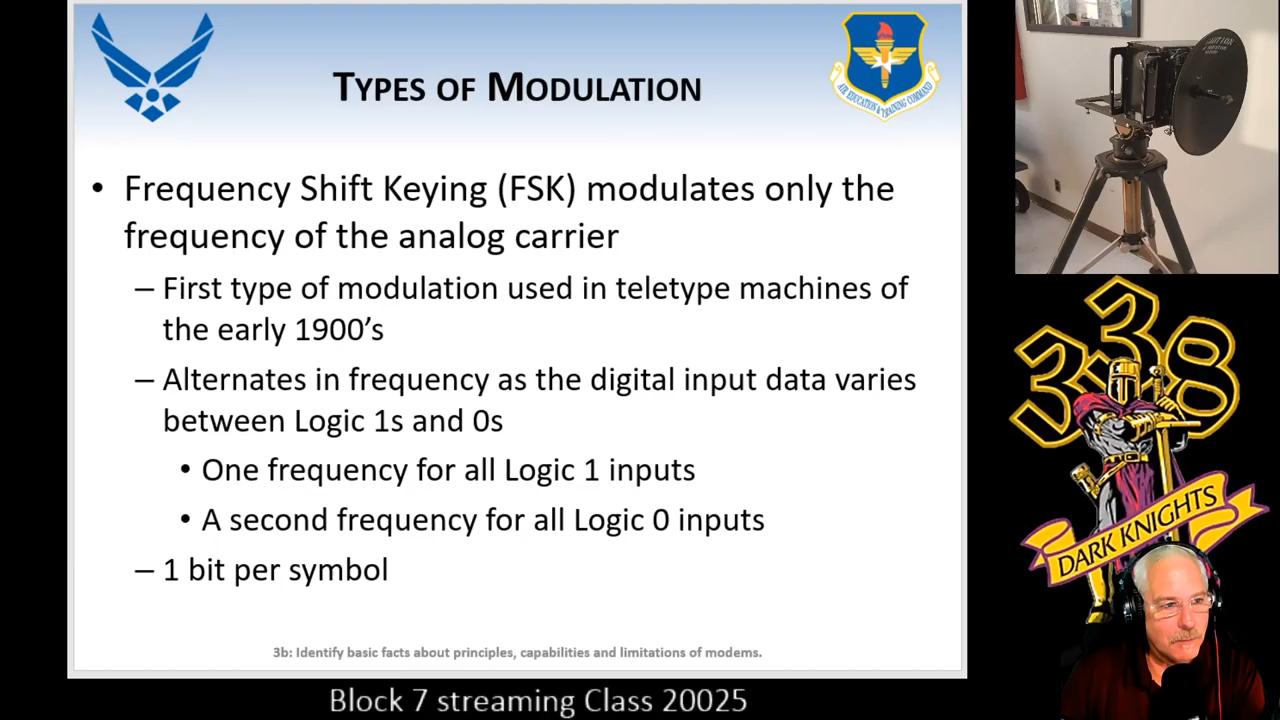 TYPES OF MODULATION
AIR EDUCATION & TRAINING COMMAND
• Frequency Shift Keying (FSK) modulates only the
frequency of the analog carrier
– First type of modulation used in teletype machines of
the early 1900’s
– Alternates in frequency as the digital input data varies
between Logic 1s and 0s
• One frequency for all Logic 1 inputs
• A second frequency for all Logic 0 inputs
– 1 bit per symbol
3b: Identify basic facts about principles, capabilities and limitations of modems.
Block 7 streaming Class 20025
338
DARK KNIGHTS